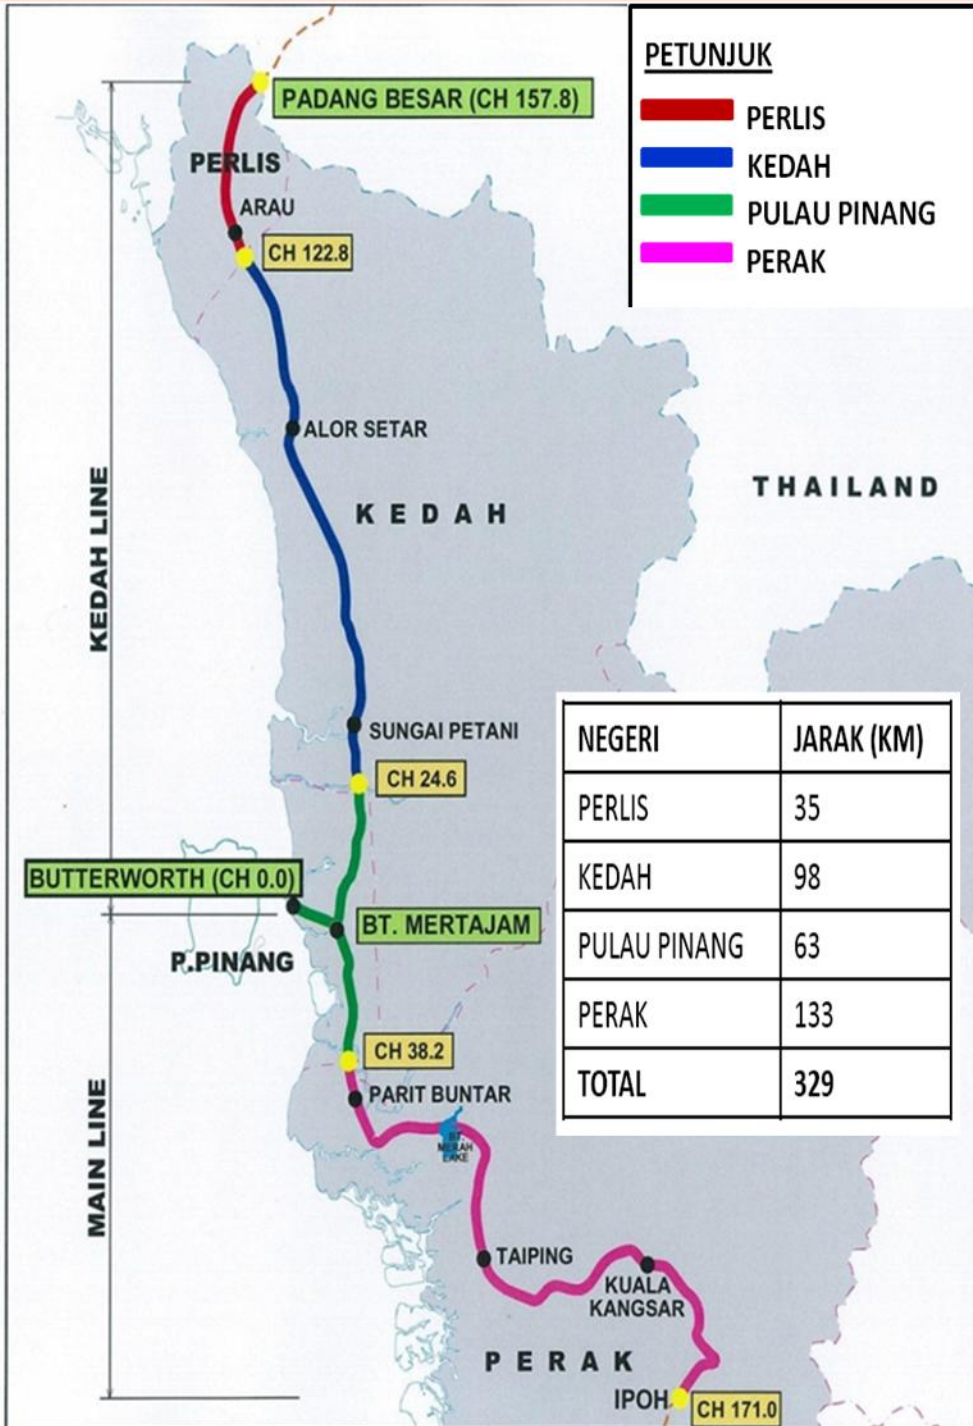 PETUNJUK
PERLIS
KEDAH
PULAU PINANG
PERAK
PADANG BESAR (CH 157.8)
PERLIS
ARAU
CH 122.8
ALOR SETAR
KEDAH
THAILAND
KEDAH LINE
SUNGAI PETANI
CH 24.6
BUTTERWORTH (CH 0.0)
BT. MERTAJAM
P.PINANG
CH 38.2
PARIT BUNTAR
BT.
MERAH
LAKE
MAIN LINE
TAIPING
KUALA
KANGSAR
PERAK
IPOH
CH 171.0
NEGERI JARAK (KM)
PERLIS 35
KEDAH 98
PULAU PINANG 63
PERAK 133
TOTAL 329